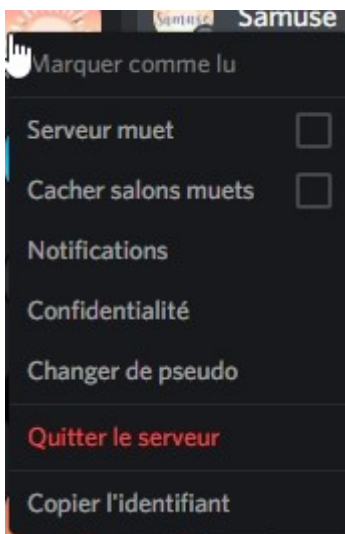 Samuse
Samuse
Marquer comme lu
Serveur muet
Cacher salons muets
Notifications
Confidentialité
Changer de pseudo
Quitter le serveur
Copier l'identifiant